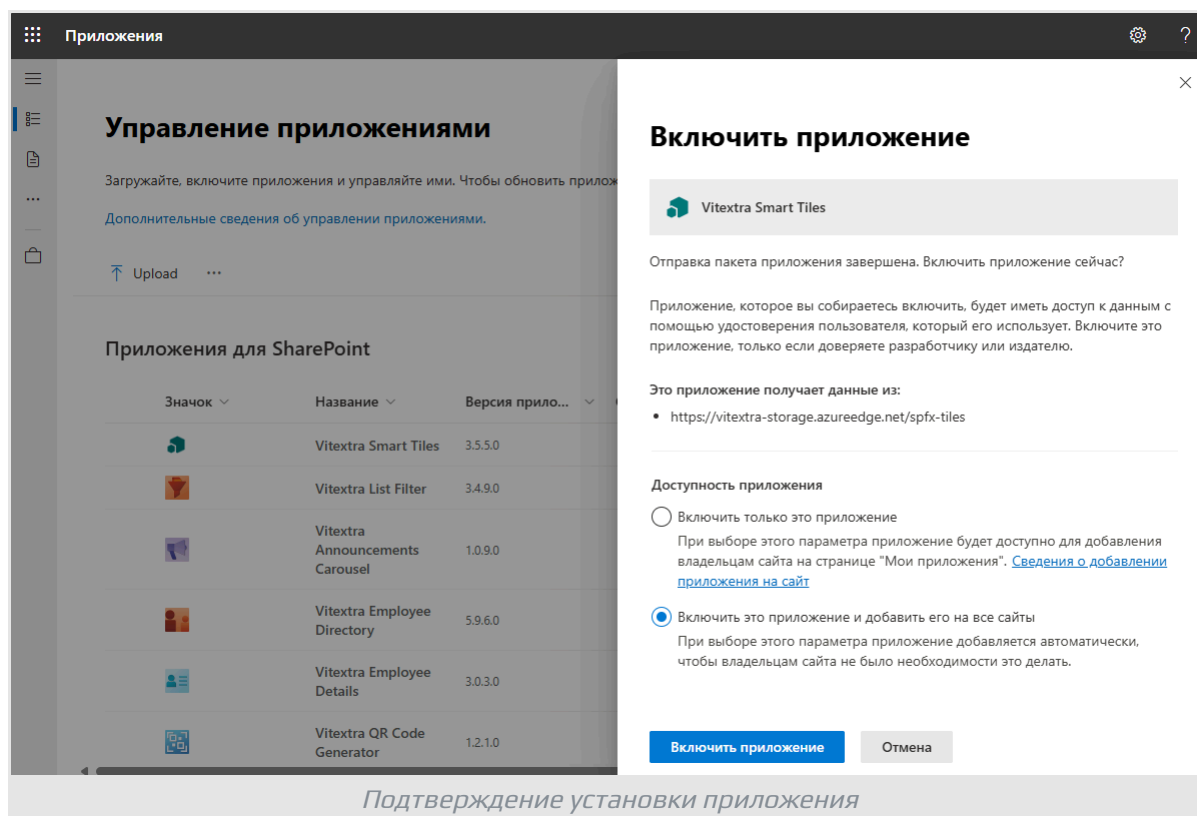 Приложения
Управление приложениями
Загружайте, включите приложения и управляйте ими. Чтобы обновить прилож
Дополнительные сведения об управлении приложениями.
Upload
Приложения для SharePoint
Значок
Название
Версия прило...
Vitextra Smart Tiles
3.5.5.0
Vitextra List Filter
3.4.9.0
Vitextra
Announcements
Carousel
1.0.9.0
Vitextra Employee
Directory
5.9.6.0
Vitextra Employee
Details
3.0.3.0
Vitextra QR Code
Generator
1.2.1.0
Включить приложение
Vitextra Smart Tiles
Отправка пакета приложения завершена. Включить приложение сейчас?
Приложение, которое вы собираетесь включить, будет иметь доступ к данным с
помощью удостоверения пользователя, который его использует. Включите это
приложение, только если доверяете разработчику или издателю.
Это приложение получает данные из:
• https://vitextra-storage.azureedge.net/spfx-tiles
Доступность приложения
Включить только это приложение
При выборе этого параметра приложение будет доступно для добавления
владельцам сайта на странице "Мои приложения". Сведения о добавлении
приложения на сайт
Включить это приложение и добавить его на все сайты
При выборе этого параметра приложение добавляется автоматически,
чтобы владельцам сайта не было необходимости это делать.
Включить приложение
Отмена
Подтверждение установки приложения